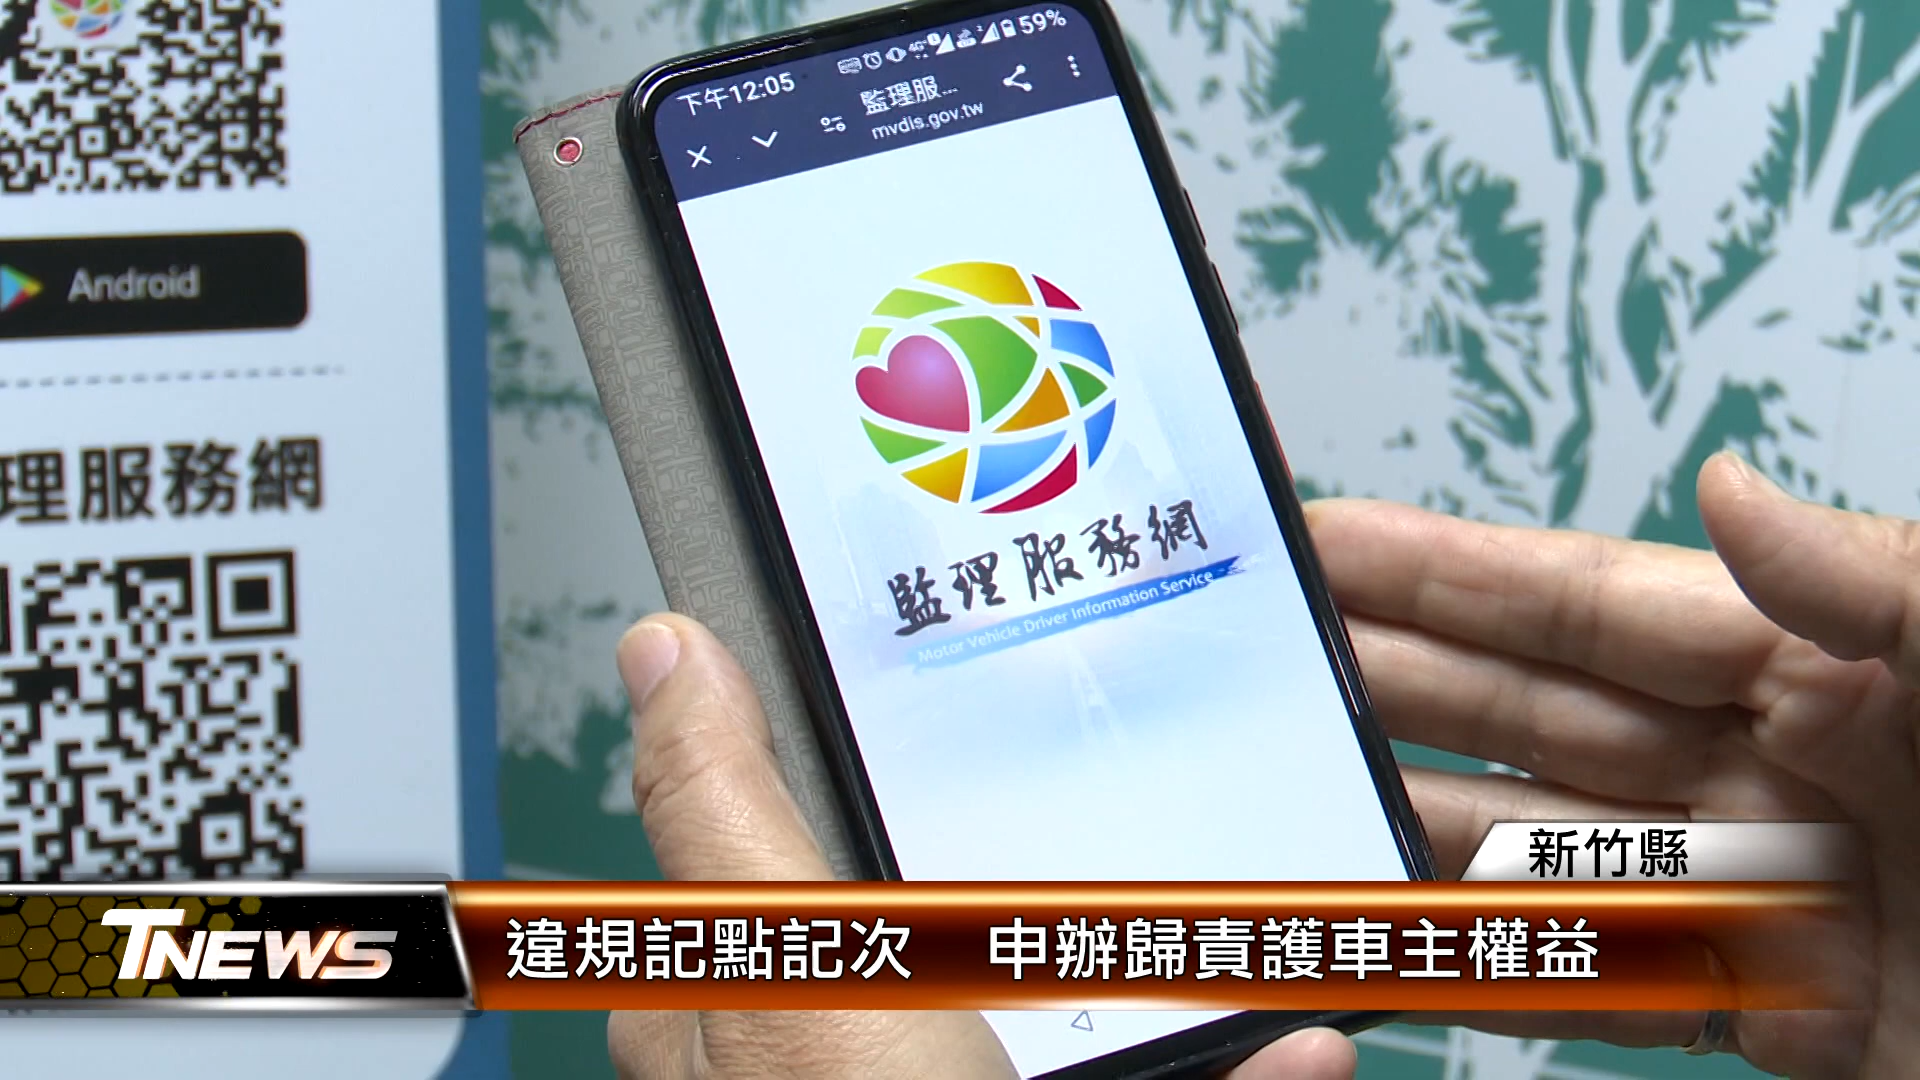 下午12:05
59%
監理服...
mvdis.gov.tw
Android
理服務網
監理服務網
Motor Vehicle Driver Information Service
新竹縣
TNEWS
違規記點記次 申辦歸責護車主權益